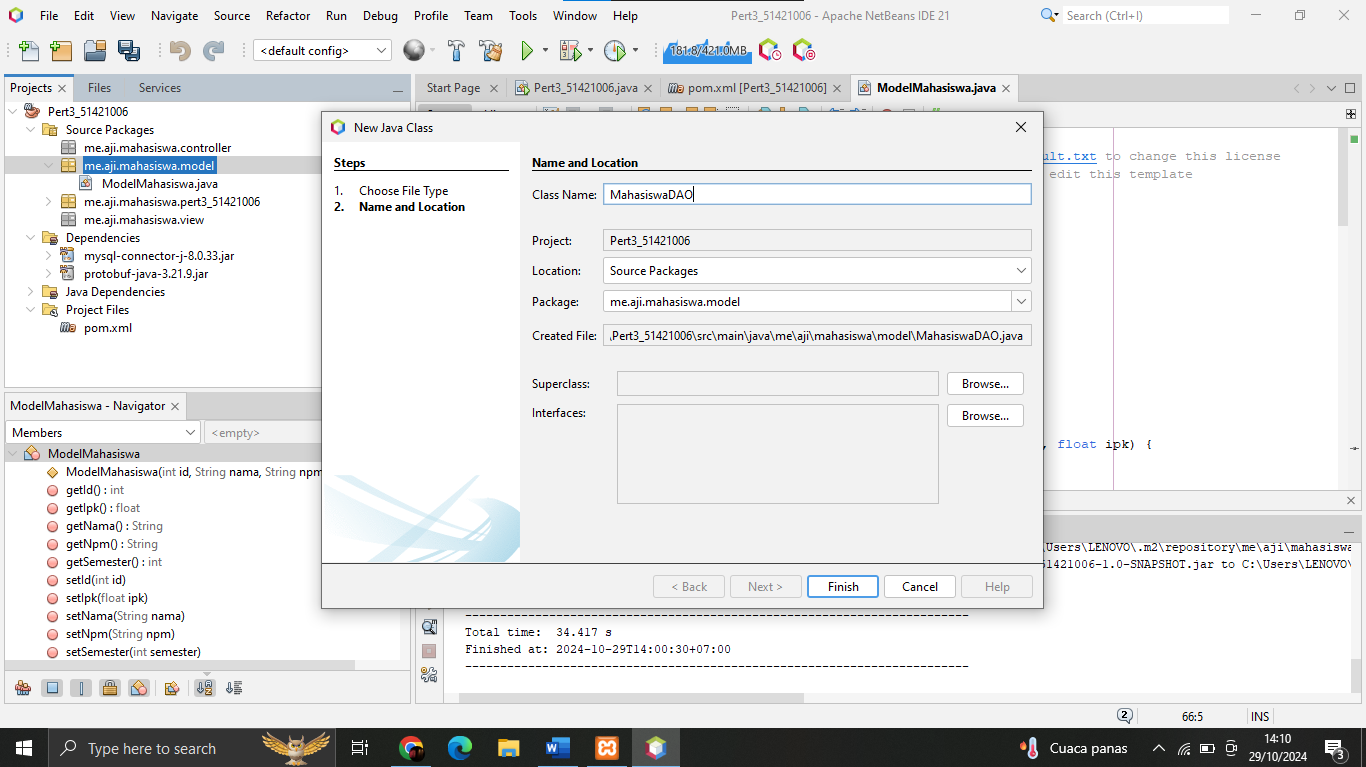 File Edit View Navigate Source Refactor Run Debug Profile Team Tools Window Help
Pert3_51421006 - Apache NetBeans IDE 21
Search (Ctrl+I)
<default config>
181.8/421.0MB
Projects Files Services
Start Page Pert3_51421006.java pom.xml [Pert3_51421006] ModelMahasiswa.java
Pert3_51421006
Source Packages
me.aji.mahasiswa.controller
me.aji.mahasiswa.model
ModelMahasiswa.java
me.aji.mahasiswa.pert3_51421006
me.aji.mahasiswa.view
Dependencies
mysql-connector-j-8.0.33.jar
protobuf-java-3.21.9.jar
Java Dependencies
Project Files
pom.xml
ModelMahasiswa - Navigator
Members
<empty>
ModelMahasiswa
ModelMahasiswa(int id, String nama, String npm
getId() : int
getIpk() : float
getNama() : String
getNpm() : String
getSemester() : int
setId(int id)
setIpk(float ipk)
setNama(String nama)
setNpm(String npm)
setSemester(int semester)
New Java Class
Steps
1. Choose File Type
2. Name and Location
Name and Location
Class Name: MahasiswaDAO
Project: Pert3_51421006
Location: Source Packages
Package: me.aji.mahasiswa.model
Created File: Pert3_51421006\src\main\java\me\aji\mahasiswa\model\MahasiswaDAO.java
Superclass:
Browse...
Interfaces:
Browse...
< Back Next > Finish Cancel Help
ult.txt to change this license
edit this template
, float ipk) {
\Users\LENOVO\.m2\repository\me\aji\mahasiswa
51421006-1.0-SNAPSHOT.jar to C:\Users\LENOVO\
------------------------------------------------------------------------
Total time:  34.417 s
Finished at: 2024-10-29T14:00:30+07:00
------------------------------------------------------------------------
2
66:5
INS
Type here to search
Cuaca panas
14:10
29/10/2024
3